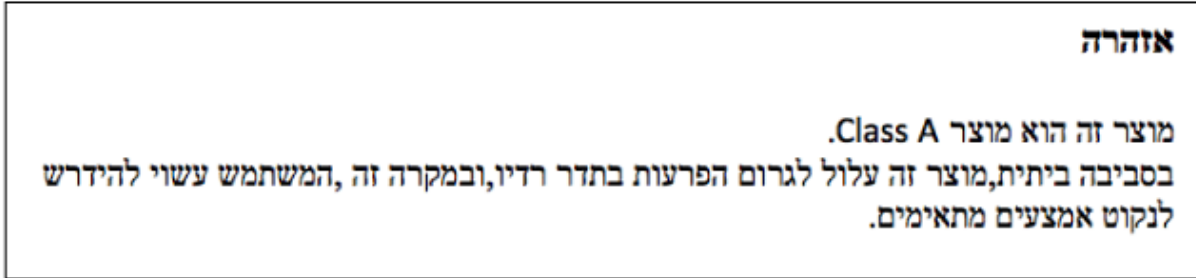 אזהרה
מוצר זה הוא מוצר Class A.
בסביבה ביתית,מוצר זה עלול לגרום הפרעות בתדר רדיו,ובמקרה זה ,המשתמש עשוי להידרש
לנקוט אמצעים מתאימים.